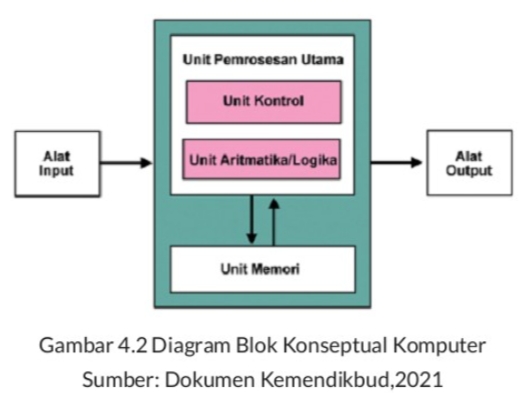 Unit Pemrosesan Utama
Unit Kontrol
Unit Aritmatika/Logika
Alat
Input
Alat
Output
Unit Memori
Gambar 4.2 Diagram Blok Konseptual Komputer
Sumber: Dokumen Kemendikbud,2021